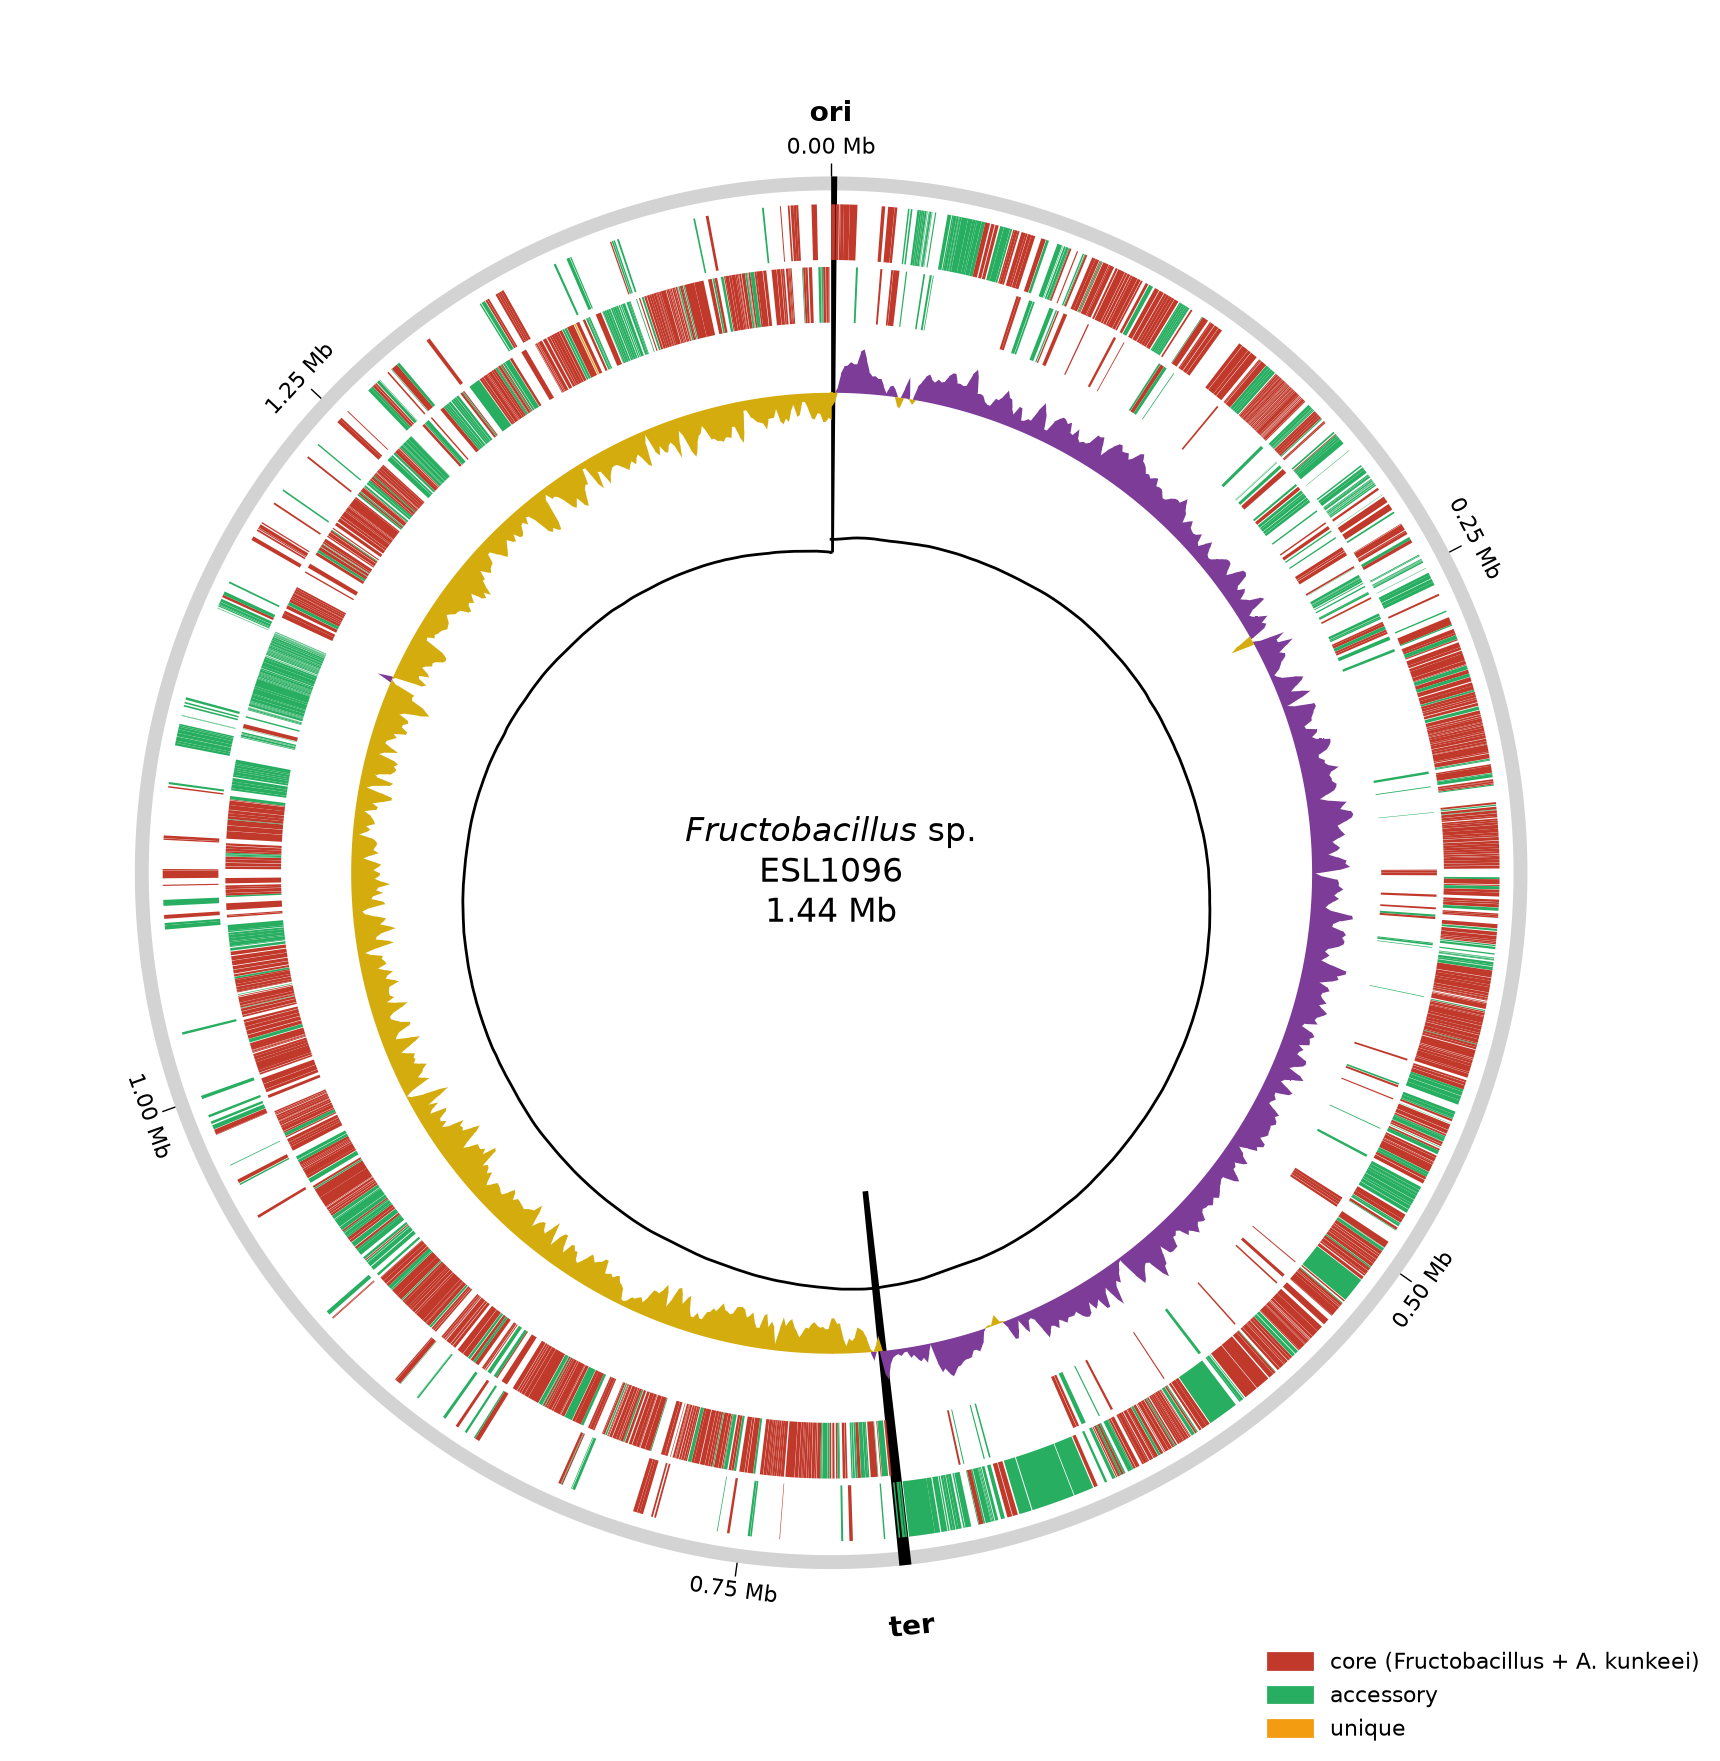 ori
0.00 Mb
0.25 Mb
0.50 Mb
ter
0.75 Mb
1.00 Mb
1.25 Mb
Fructobacillus sp.
ESL1096
1.44 Mb
core (Fructobacillus + A. kunkeei)
accessory
unique